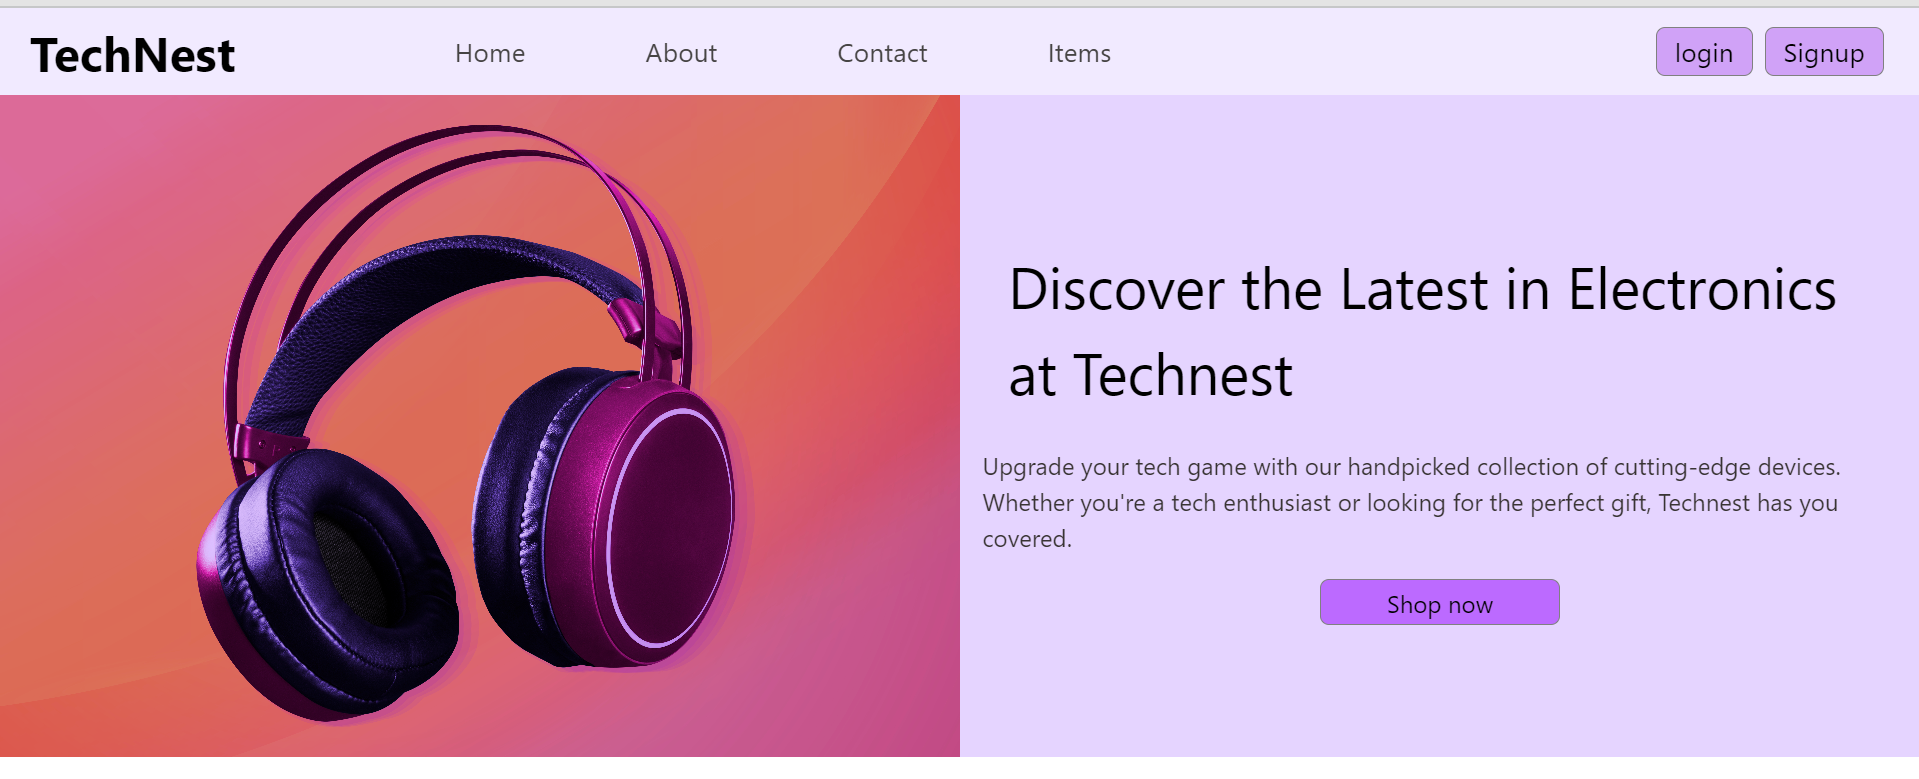 TechNest
Home
About
Contact
Items
login
Signup
Discover the Latest in Electronics
at Technest
Upgrade your tech game with our handpicked collection of cutting-edge devices.
Whether you're a tech enthusiast or looking for the perfect gift, Technest has you
covered.
Shop now